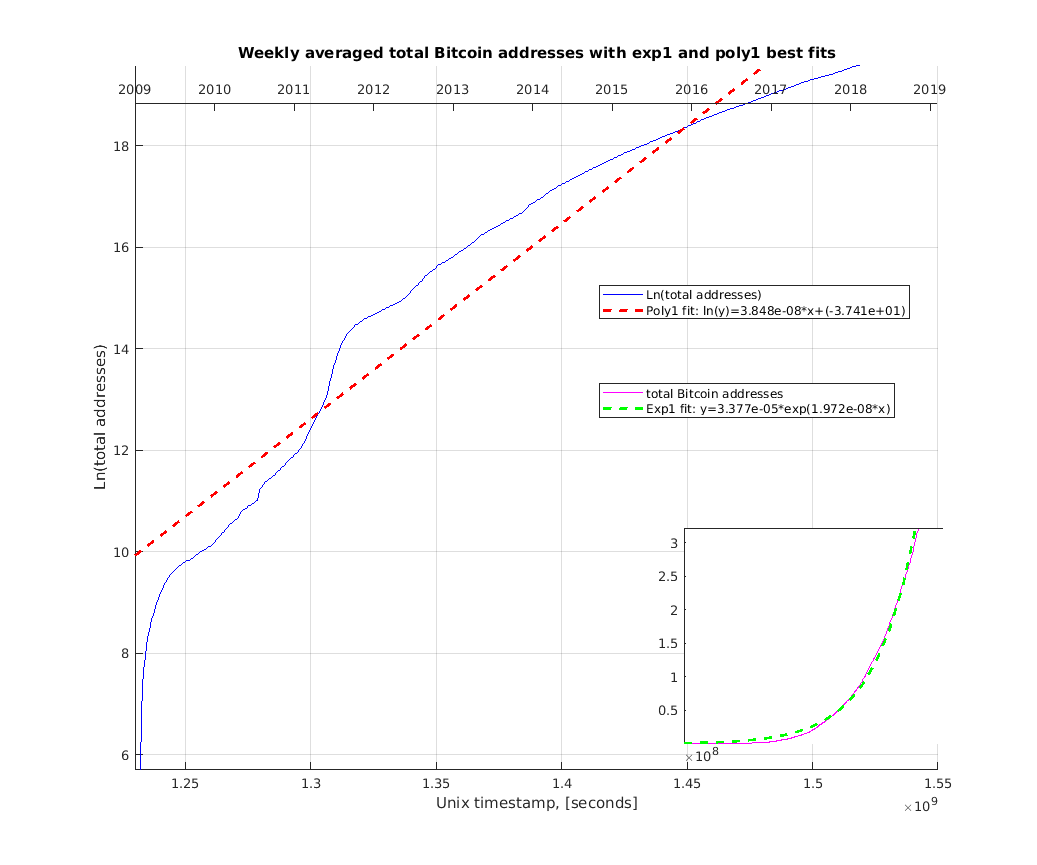 Weekly averaged total Bitcoin addresses with exp1 and poly1 best fits
2009 2010 2011 2012 2013 2014 2015 2016 2017 2018 2019
18
16
14
12
10
8
6
Ln(total addresses)
Ln(total addresses)
Poly1 fit: ln(y)=3.848e-08*x+(-3.741e+01)
total Bitcoin addresses
Exp1 fit: y=3.377e-05*exp(1.972e-08*x)
3
2.5
2
1.5
1
0.5
×10^8
1.25 1.3 1.35 1.4 1.45 1.5 1.55
Unix timestamp, [seconds]
×10^9